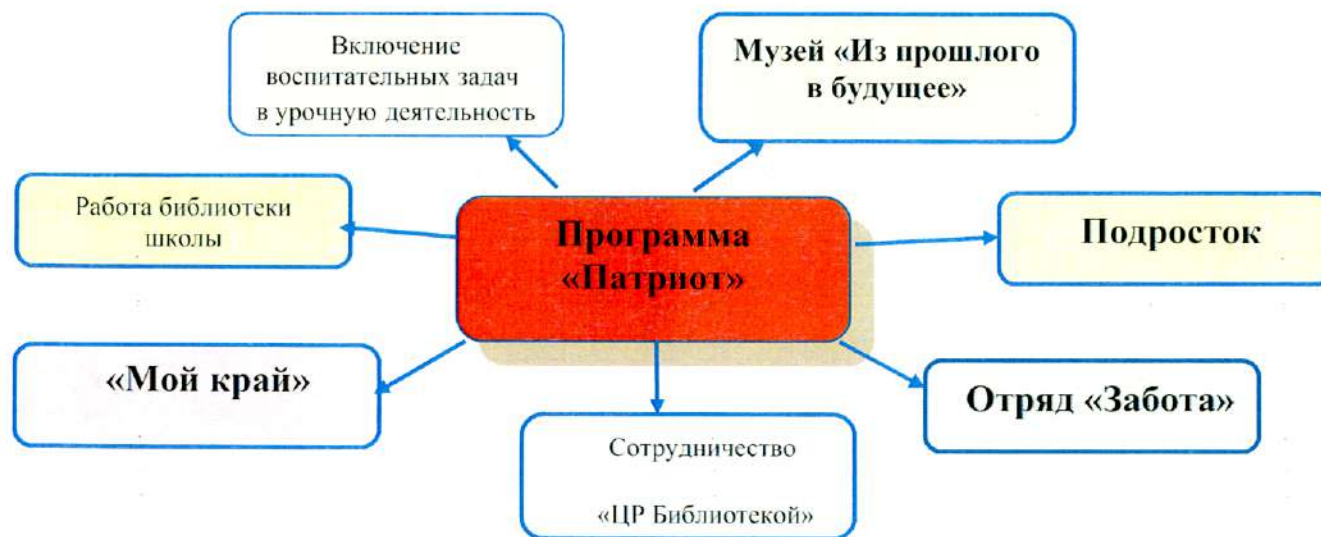 Включение
воспитательных задач
в урочную деятельность
Музей «Из прошлого
в будущее»
Работа библиотеки
школы
Программа
«Патриот»
Подросток
«Мой край»
Отряд «Забота»
Сотрудничество
«ЦР Библиотекой»